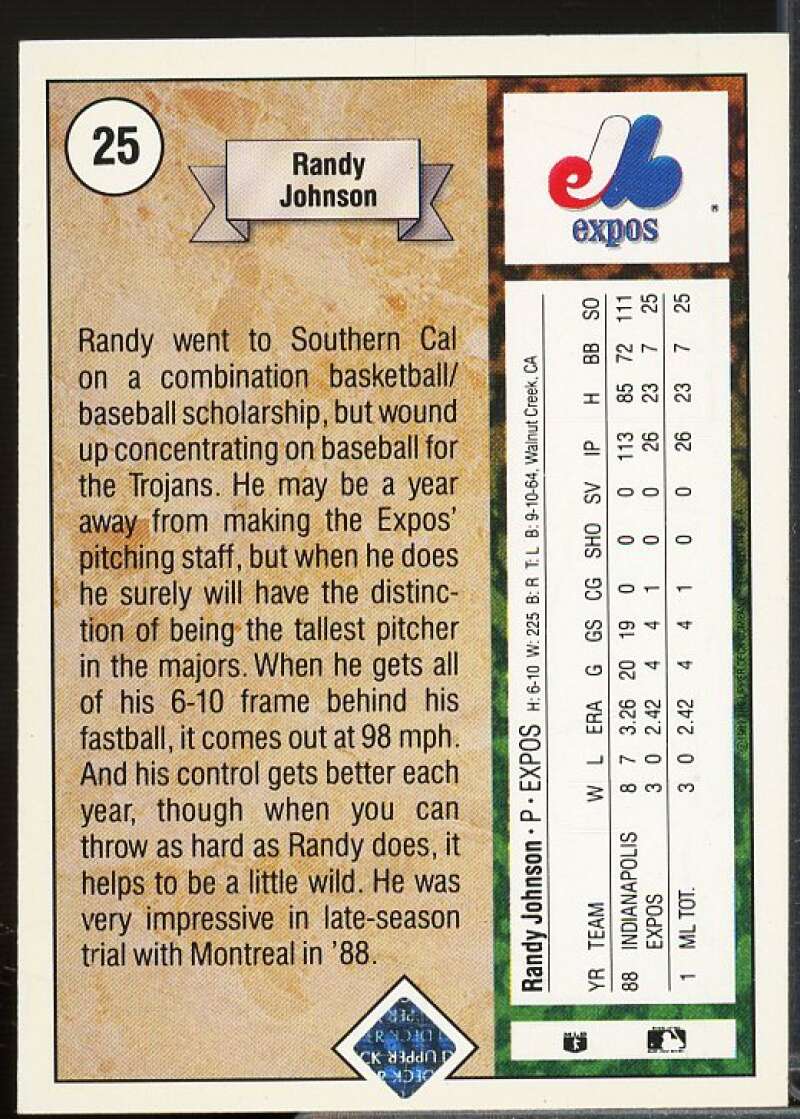 25
Randy
Johnson
Randy went to Southern Cal
on a combination basketball/
baseball scholarship, but wound
up concentrating on baseball for
the Trojans. He may be a year
away from making the Expos'
pitching staff, but when he does
he surely will have the distinc-
tion of being the tallest pitcher
in the majors. When he gets all
of his 6-10 frame behind his
fastball, it comes out at 98 mph.
And his control gets better each
year, though when you can
throw as hard as Randy does, it
helps to be a little wild. He was
very impressive in late-season
trial with Montreal in '88.
expos
®
Randy Johnson • P • EXPOS H: 6-10 W: 225 B: R T: L B: 9-10-64, Walnut Creek, CA
YR TEAM W L ERA G GS CG SHO SV IP H BB SO
88 INDIANAPOLIS 8 7 3.26 20 19 0 0 0 113 85 72 111
EXPOS 3 0 2.42 4 4 1 0 0 26 23 7 25
1 ML TOT. 3 0 2.42 4 4 1 0 0 26 23 7 25
UPPER
DECK